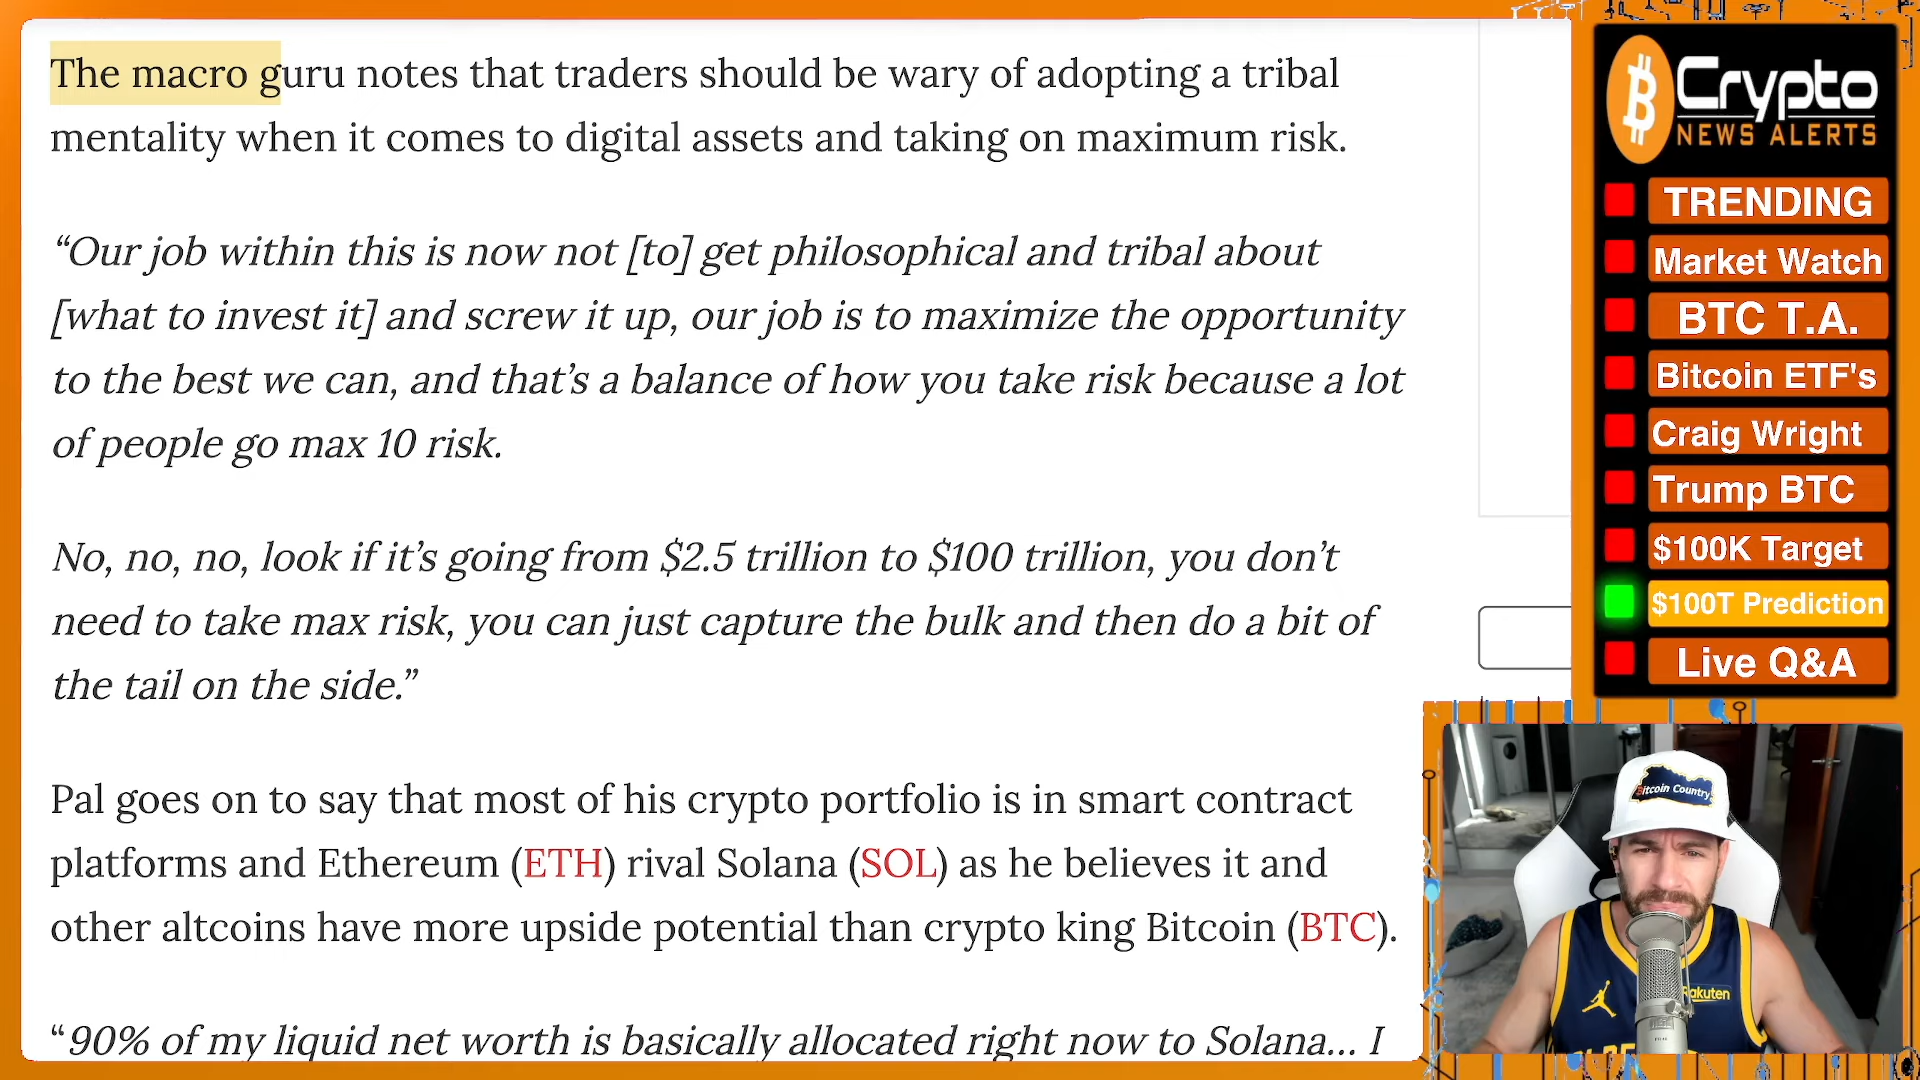 The macro guru notes that traders should be wary of adopting a tribal
mentality when it comes to digital assets and taking on maximum risk.
“Our job within this is now not [to] get philosophical and tribal about
[what to invest it] and screw it up, our job is to maximize the opportunity
to the best we can, and that’s a balance of how you take risk because a lot
of people go max 10 risk.
No, no, no, look if it’s going from $2.5 trillion to $100 trillion, you don’t
need to take max risk, you can just capture the bulk and then do a bit of
the tail on the side.”
Pal goes on to say that most of his crypto portfolio is in smart contract
platforms and Ethereum (ETH) rival Solana (SOL) as he believes it and
other altcoins have more upside potential than crypto king Bitcoin (BTC).
“90% of my liquid net worth is basically allocated right now to Solana... I
Crypto
NEWS ALERTS
TRENDING
Market Watch
BTC T.A.
Bitcoin ETF's
Craig Wright
Trump BTC
$100K Target
$100T Prediction
Live Q&A
Bitcoin Country
Rakuten